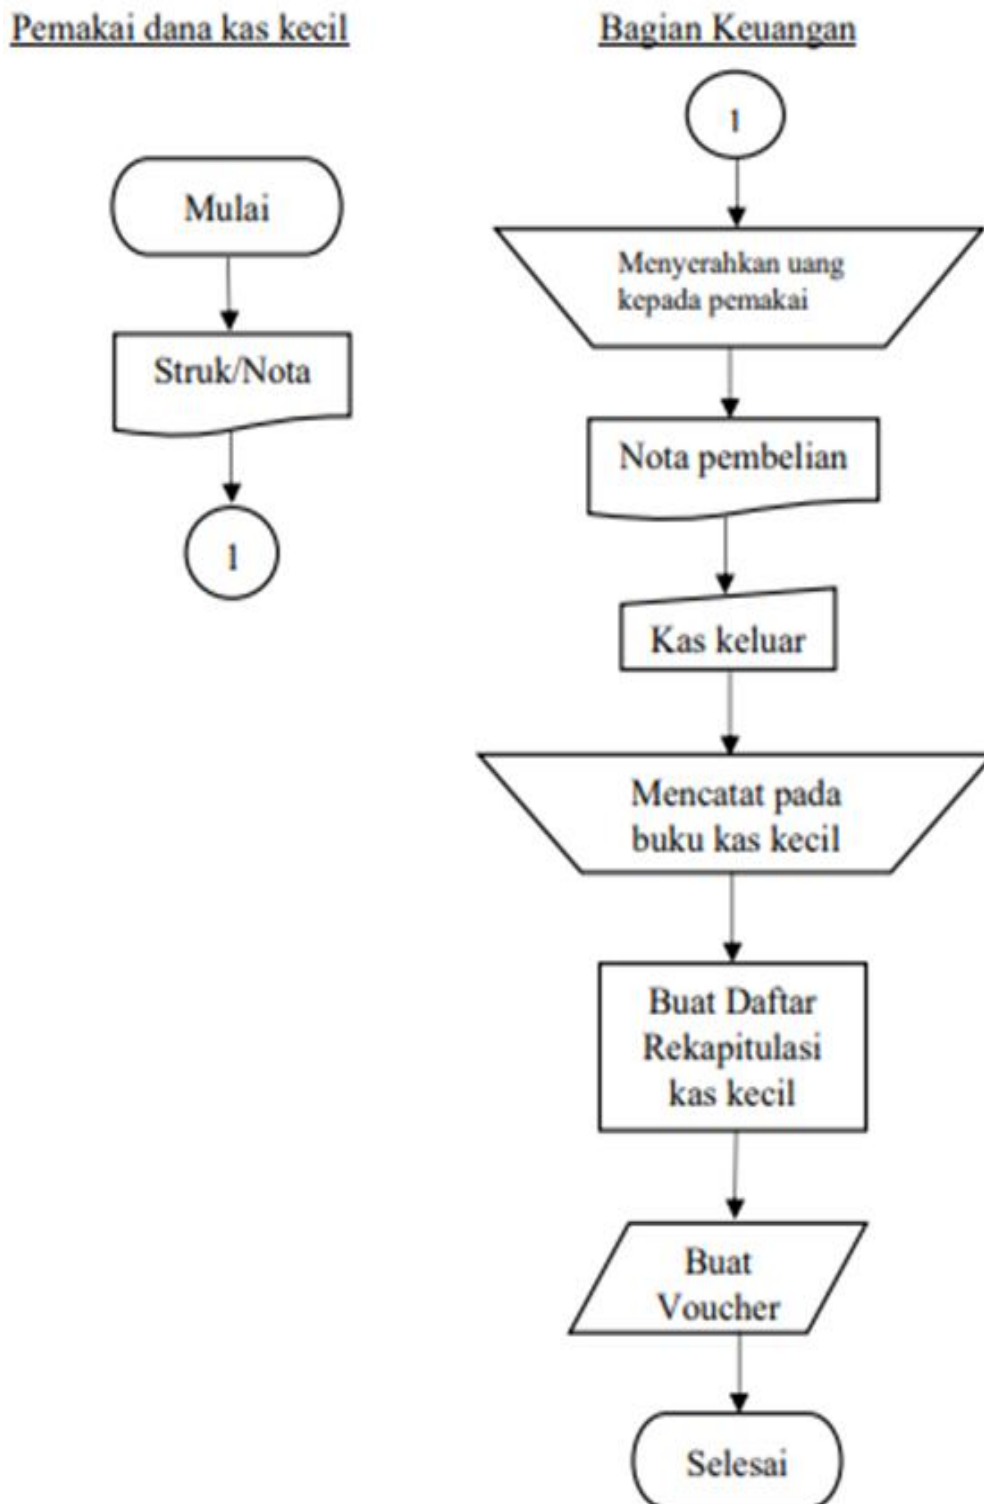 Pemakai dana kas kecil
Mulai
Struk/Nota
1
Bagian Keuangan
1
Menyerahkan uang
kepada pemakai
Nota pembelian
Kas keluar
Mencatat pada
buku kas kecil
Buat Daftar
Rekapitulasi
kas kecil
Buat
Voucher
Selesai